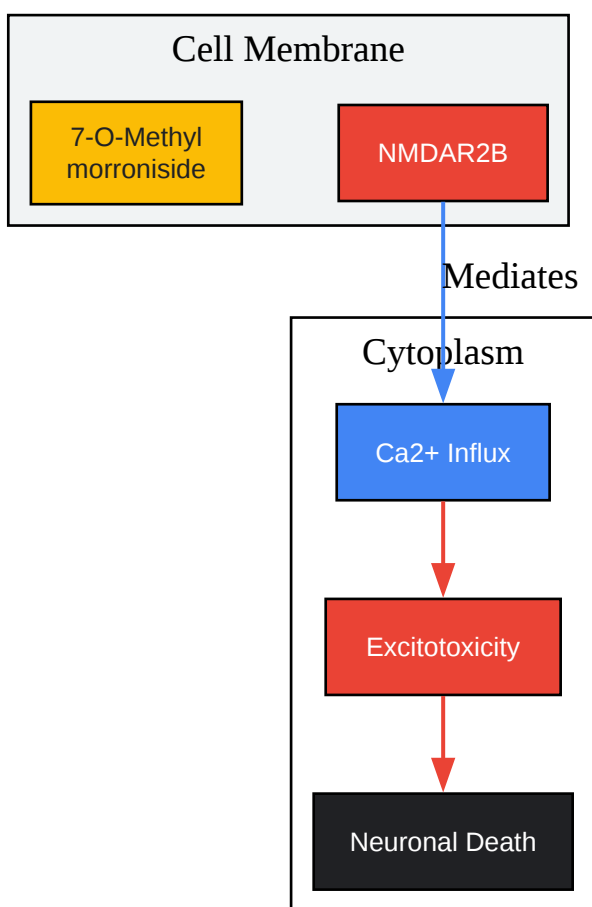 Cell Membrane
7-O-Methyl
morroniside
NMDAR2B
Mediates
Cytoplasm
Ca2+ Influx
Excitotoxicity
Neuronal Death